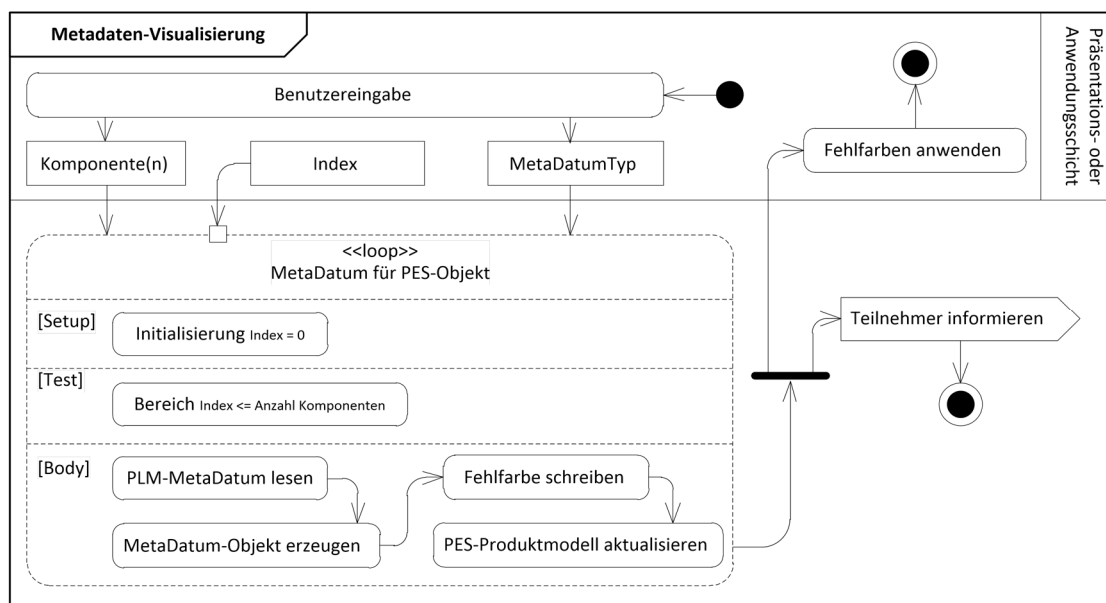 Metadaten-Visualisierung
Präsentations- oder
Anwendungsschicht
Benutzereingabe
Komponente(n)
Index
MetaDatumTyp
Fehlfarben anwenden
<<loop>>
MetaDatum für PES-Objekt
[Setup]
Initialisierung Index = 0
Teilnehmer informieren
[Test]
Bereich Index <= Anzahl Komponenten
[Body]
PLM-MetaDatum lesen
Fehlfarbe schreiben
MetaDatum-Objekt erzeugen
PES-Produktmodell aktualisieren